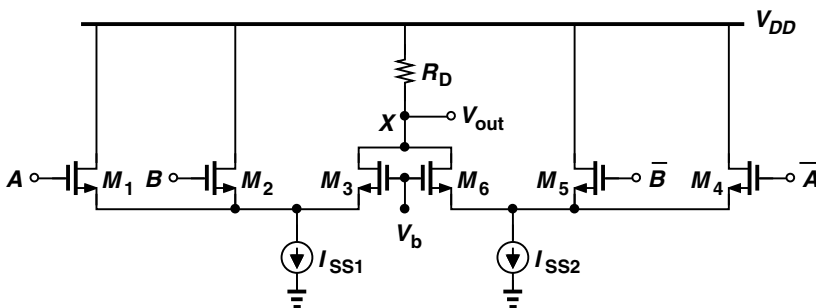 V_DD
R_D
X V_out
A M_1 B M_2 M_3 M_6 M_5 B̅ M_4 A̅
V_b
I_SS1 I_SS2